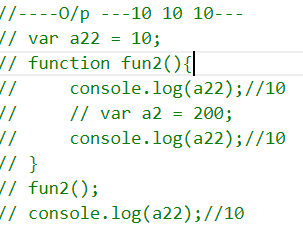 //----O/p ---10 10 10---
// var a22 = 10;
// function fun2(){
//     console.log(a22);//10
//     // var a2 = 200;
//     console.log(a22);//10
// }
// fun2();
// console.log(a22);//10